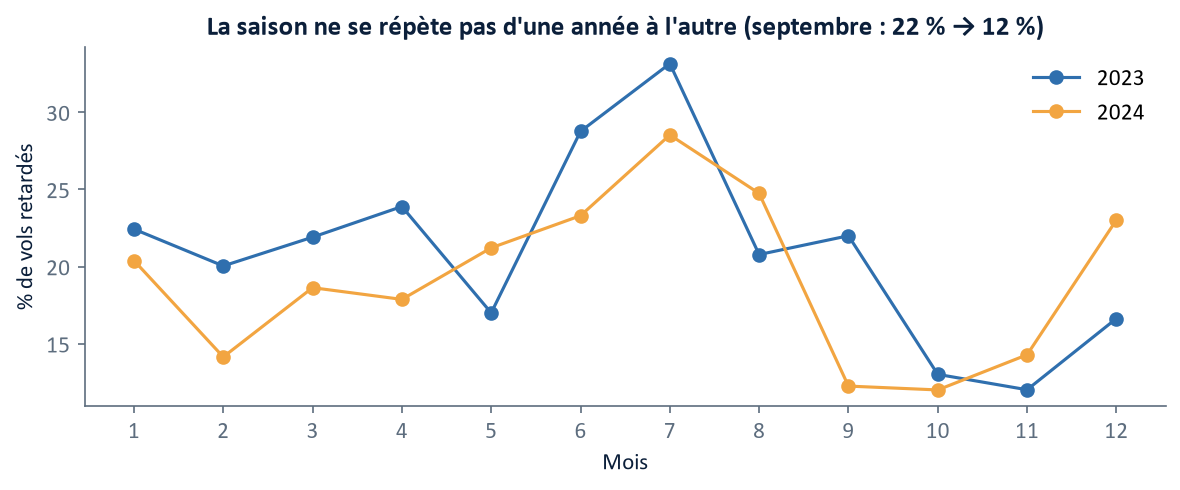 La saison ne se répète pas d'une année à l'autre (septembre : 22 % → 12 %)
2023
2024
% de vols retardés
30
25
20
15
1 2 3 4 5 6 7 8 9 10 11 12
Mois